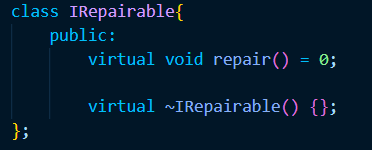 class IRepairable{
    public:
        virtual void repair() = 0;

        virtual ~IRepairable() {};
};